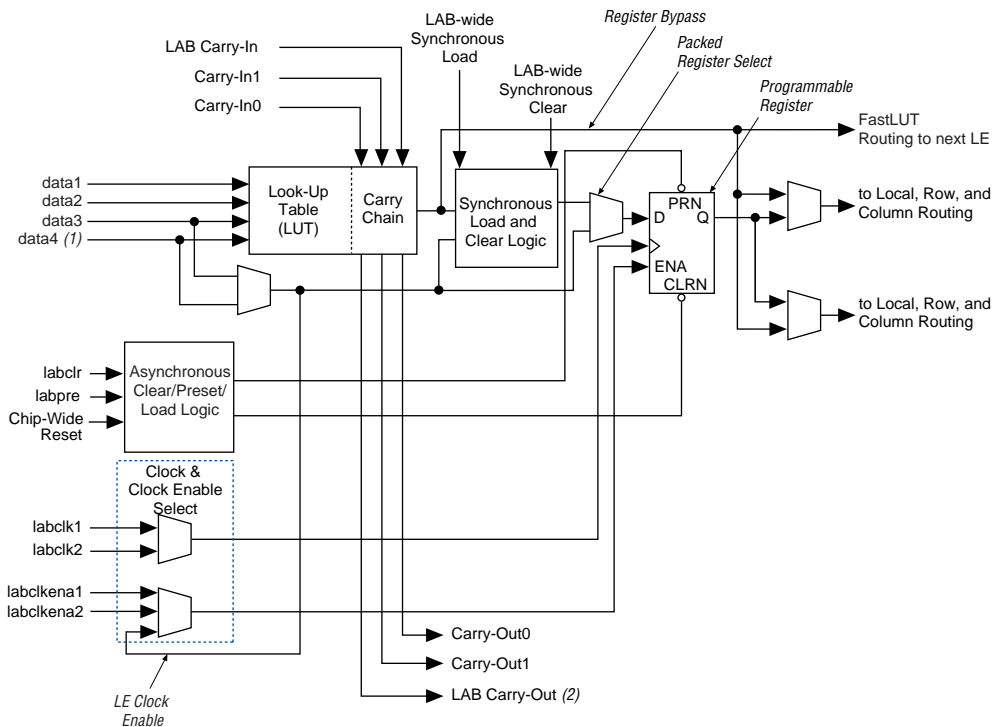 LAB Carry-In
Carry-In1
Carry-In0
LAB-wide
Synchronous
Load
LAB-wide
Synchronous
Clear
Register Bypass
Packed
Register Select
Programmable
Register
FastLUT
Routing to next LE
data1
data2
data3
data4 (1)
Look-Up
Table
(LUT)
Carry
Chain
Synchronous
Load and
Clear Logic
PRN
D
Q
ENA
CLRN
to Local, Row, and
Column Routing
to Local, Row, and
Column Routing
labclr
labpre
Chip-Wide
Reset
Asynchronous
Clear/Preset/
Load Logic
Clock &
Clock Enable
Select
labclk1
labclk2
labclkena1
labclkena2
LE Clock
Enable
Carry-Out0
Carry-Out1
LAB Carry-Out (2)